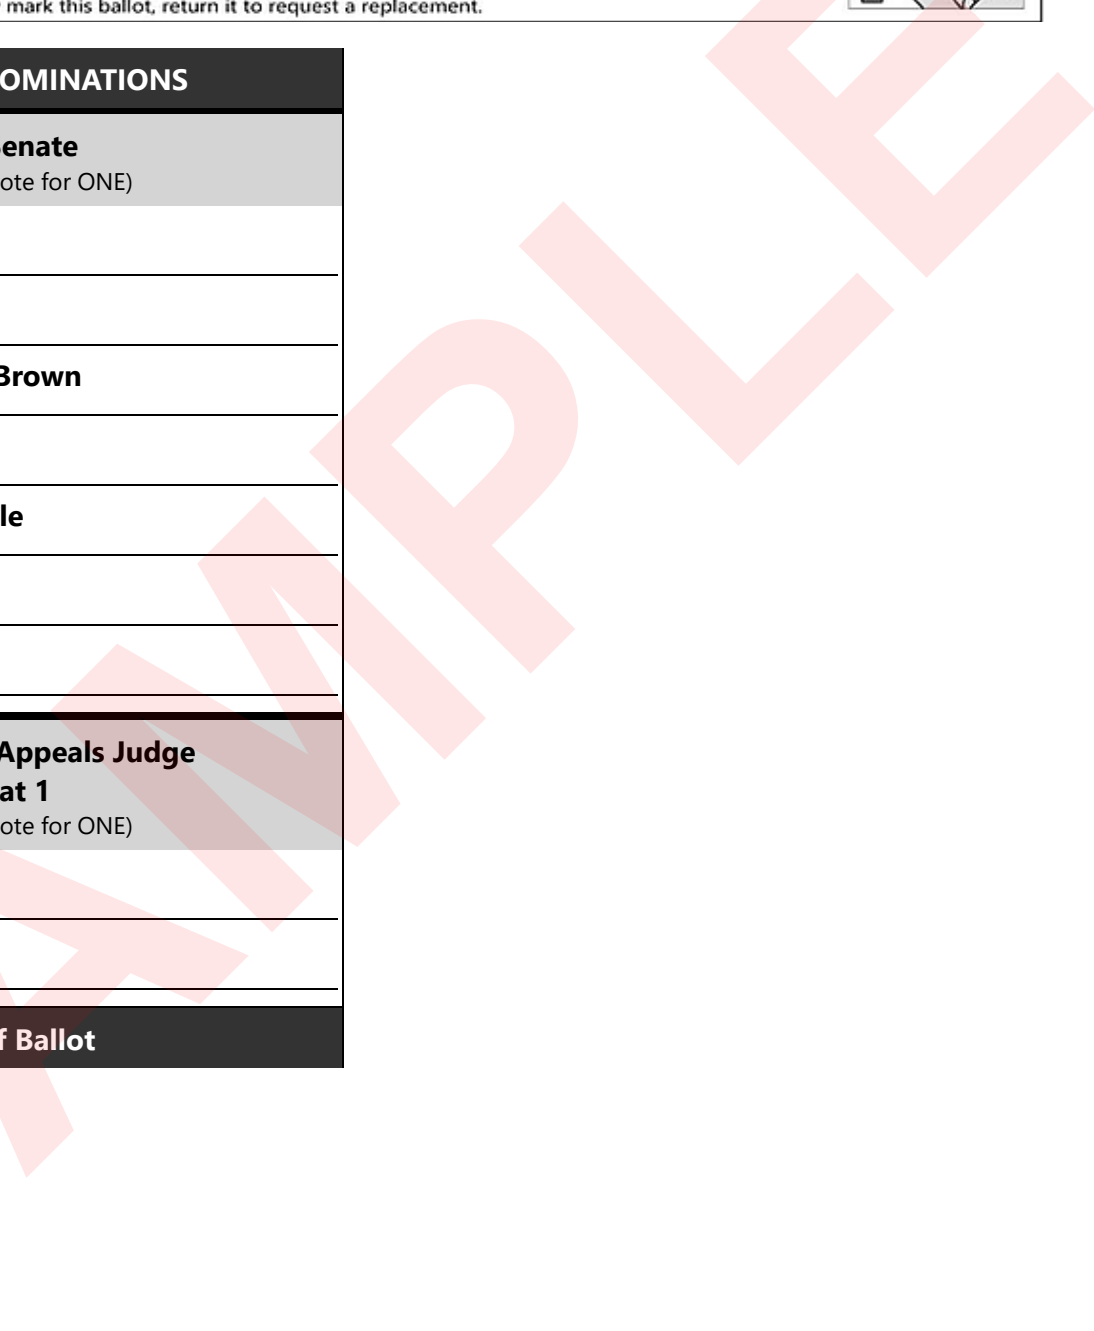 mark this ballot, return it to request a replacement.
OMINATIONS
Senate
ote for ONE)
Brown
le
Appeals Judge
at 1
ote for ONE)
f Ballot
AMPLE